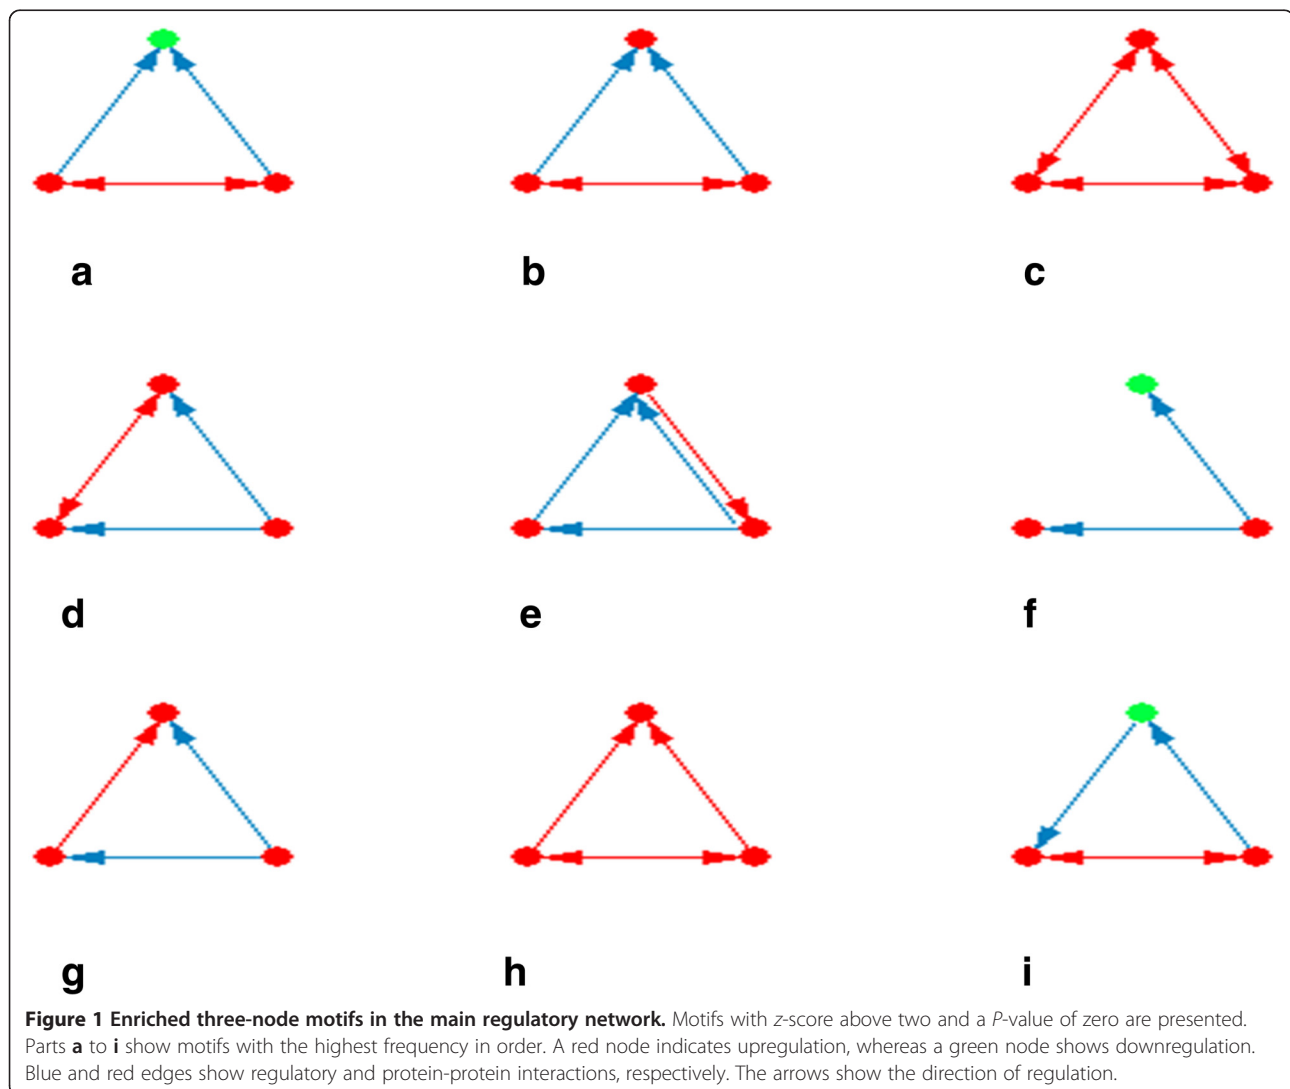 a b c
d e f
g h i
Figure 1 Enriched three-node motifs in the main regulatory network. Motifs with z-score above two and a P-value of zero are presented.
Parts a to i show motifs with the highest frequency in order. A red node indicates upregulation, whereas a green node shows downregulation.
Blue and red edges show regulatory and protein-protein interactions, respectively. The arrows show the direction of regulation.